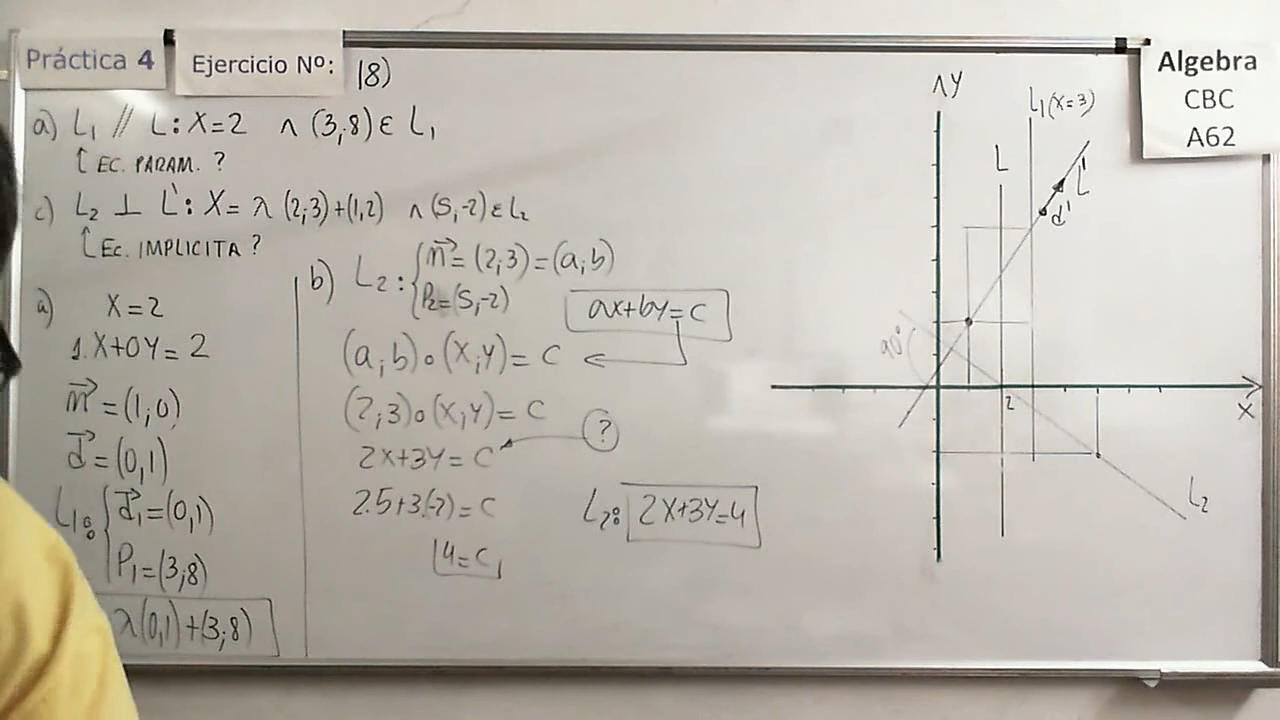 Práctica 4
Ejercicio Nº: 18)
Algebra
CBC
A62
a) L₁ // L: X=2 ∧ (3,8) ε L₁
↑ EC. PARAM. ?
c) L₂ ⊥ L': X= λ (2;3)+(1,2) ∧ (5,-2) ε L₂
↑ EC. IMPLICITA ?
a) X=2
1.X+0Y=2
n⃗=(1;0)
d⃗=(0,1)
L₁: { d⃗₁=(0,1)
P₁=(3;8)
λ(0,1)+(3;8)
b) L₂: { n⃗=(2;3)=(a;b)
P₂=(5,-2)
ax+by=C
(a;b)∘(X;Y)=C ←
(2;3)∘(X,Y)=C
2X+3Y=C ← ?
2.5+3.(-2)=C
4=C
L₂: 2X+3Y=4
∧Y
L₁(X=3)
L
L'
d'
90°
2
X
L₂